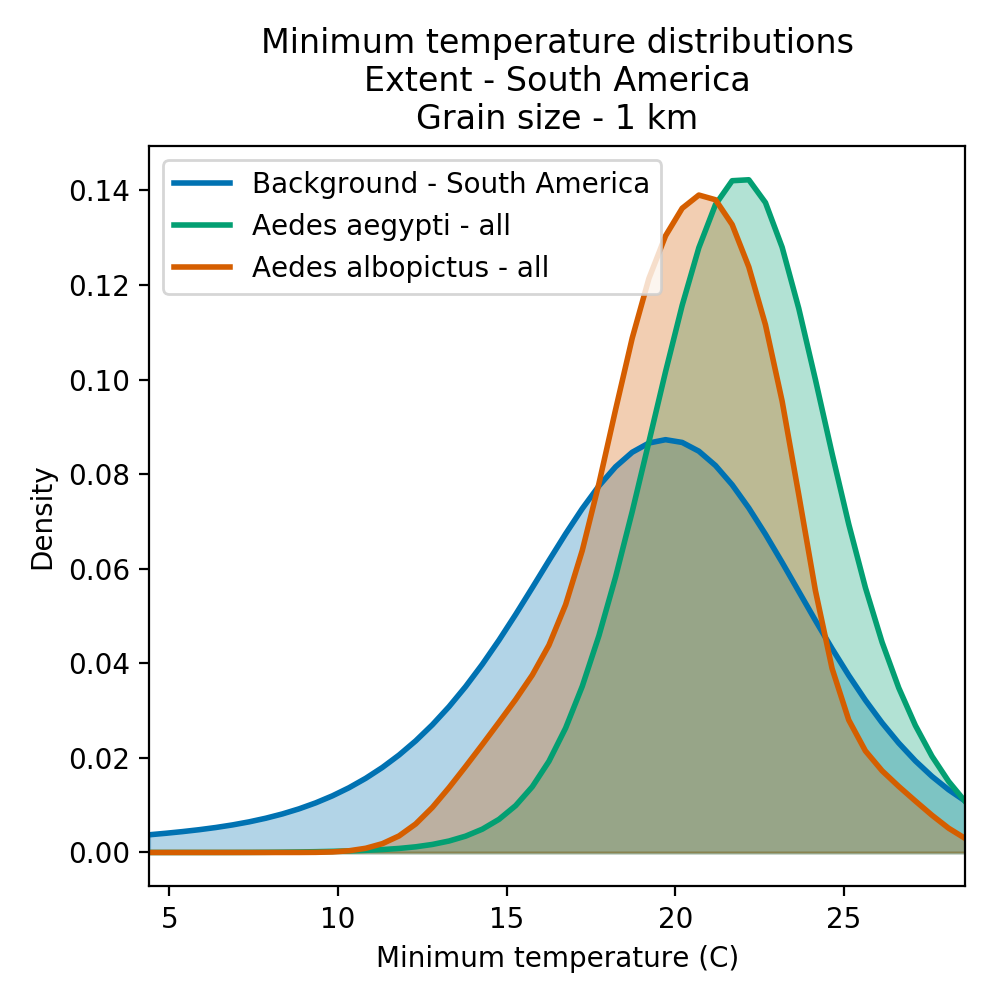 Minimum temperature distributions
Extent - South America
Grain size - 1 km
Background - South America
Aedes aegypti - all
Aedes albopictus - all
0.14
0.12
0.10
0.08
0.06
0.04
0.02
0.00
Density
5 10 15 20 25
Minimum temperature (C)